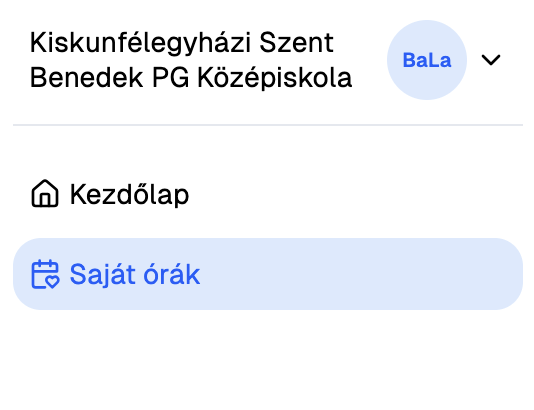 Kiskunfélegyházi Szent
Benedek PG Középiskola
BaLa
Kezdőlap
Saját órák